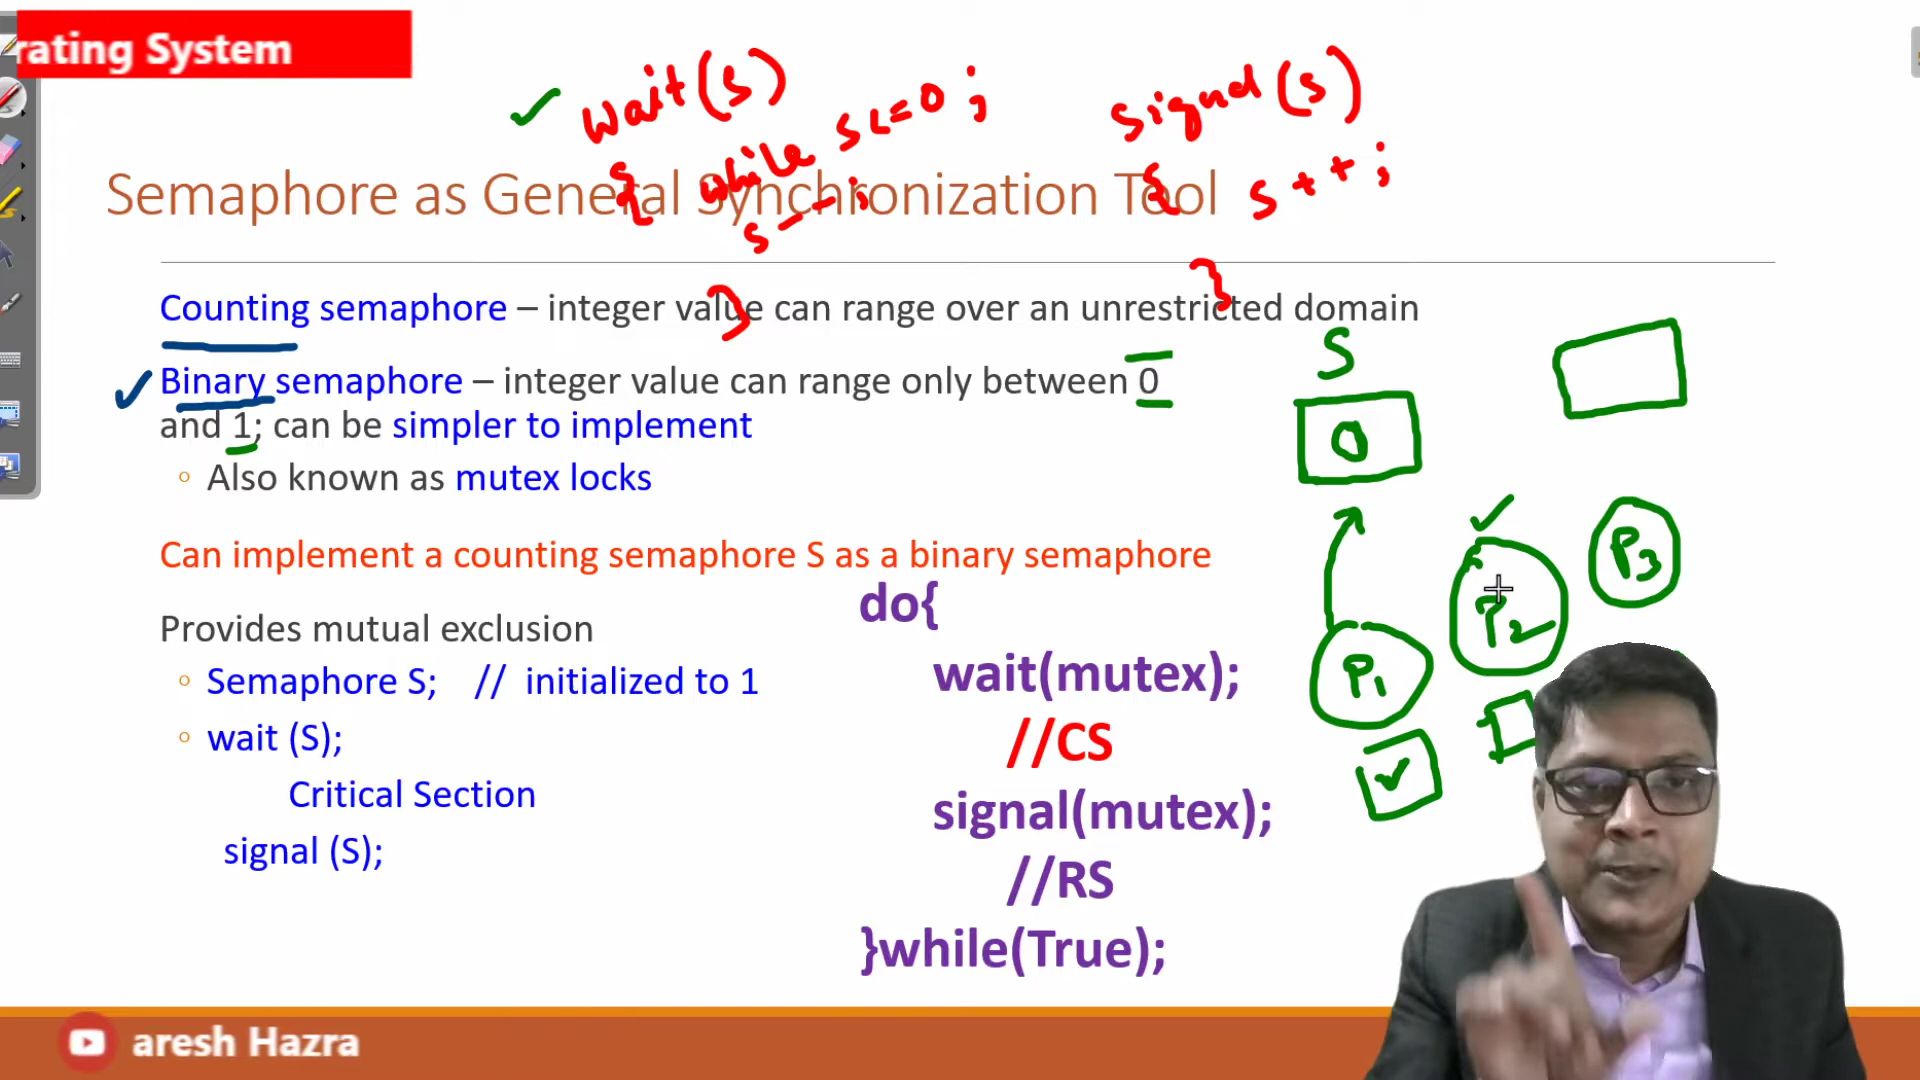 rating System
wait(s)
{ while s<=0;
s--;
}
signal(s)
{ s++;
}
Semaphore as General Synchronization Tool
Counting semaphore – integer value can range over an unrestricted domain
Binary semaphore – integer value can range only between 0
and 1; can be simpler to implement
Also known as mutex locks
Can implement a counting semaphore S as a binary semaphore
Provides mutual exclusion
Semaphore S; // initialized to 1
wait (S);
Critical Section
signal (S);
do{
wait(mutex);
//CS
signal(mutex);
//RS
}while(True);
S
0
P1
P2
P3
aresh Hazra